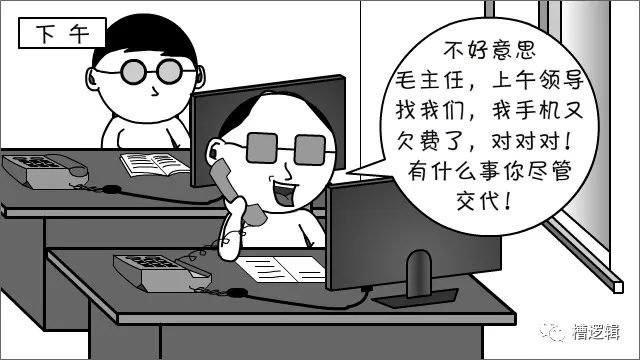 下午
不好意思
毛主任，上午领导
找我们，我手机又
欠费了，对对对！
有什么事你尽管
交代！
槽逻辑